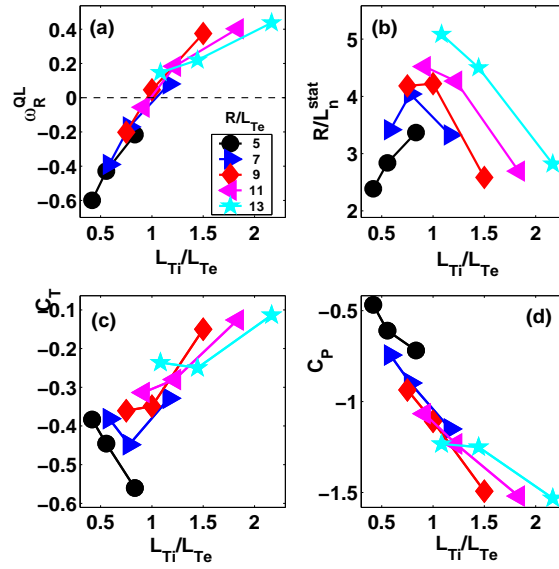 (a)
ω_R^QL
0.4
0.2
0
−0.2
−0.4
−0.6
R/L_Te
5
7
9
11
13
0.5 1 1.5 2
L_Ti/L_Te
(b)
R/L_n^stat
5
4
3
2
0.5 1 1.5 2
L_Ti/L_Te
(c)
C_T
−0.1
−0.2
−0.3
−0.4
−0.5
−0.6
0.5 1 1.5 2
L_Ti/L_Te
(d)
C_P
−0.5
−1
−1.5
0.5 1 1.5 2
L_Ti/L_Te